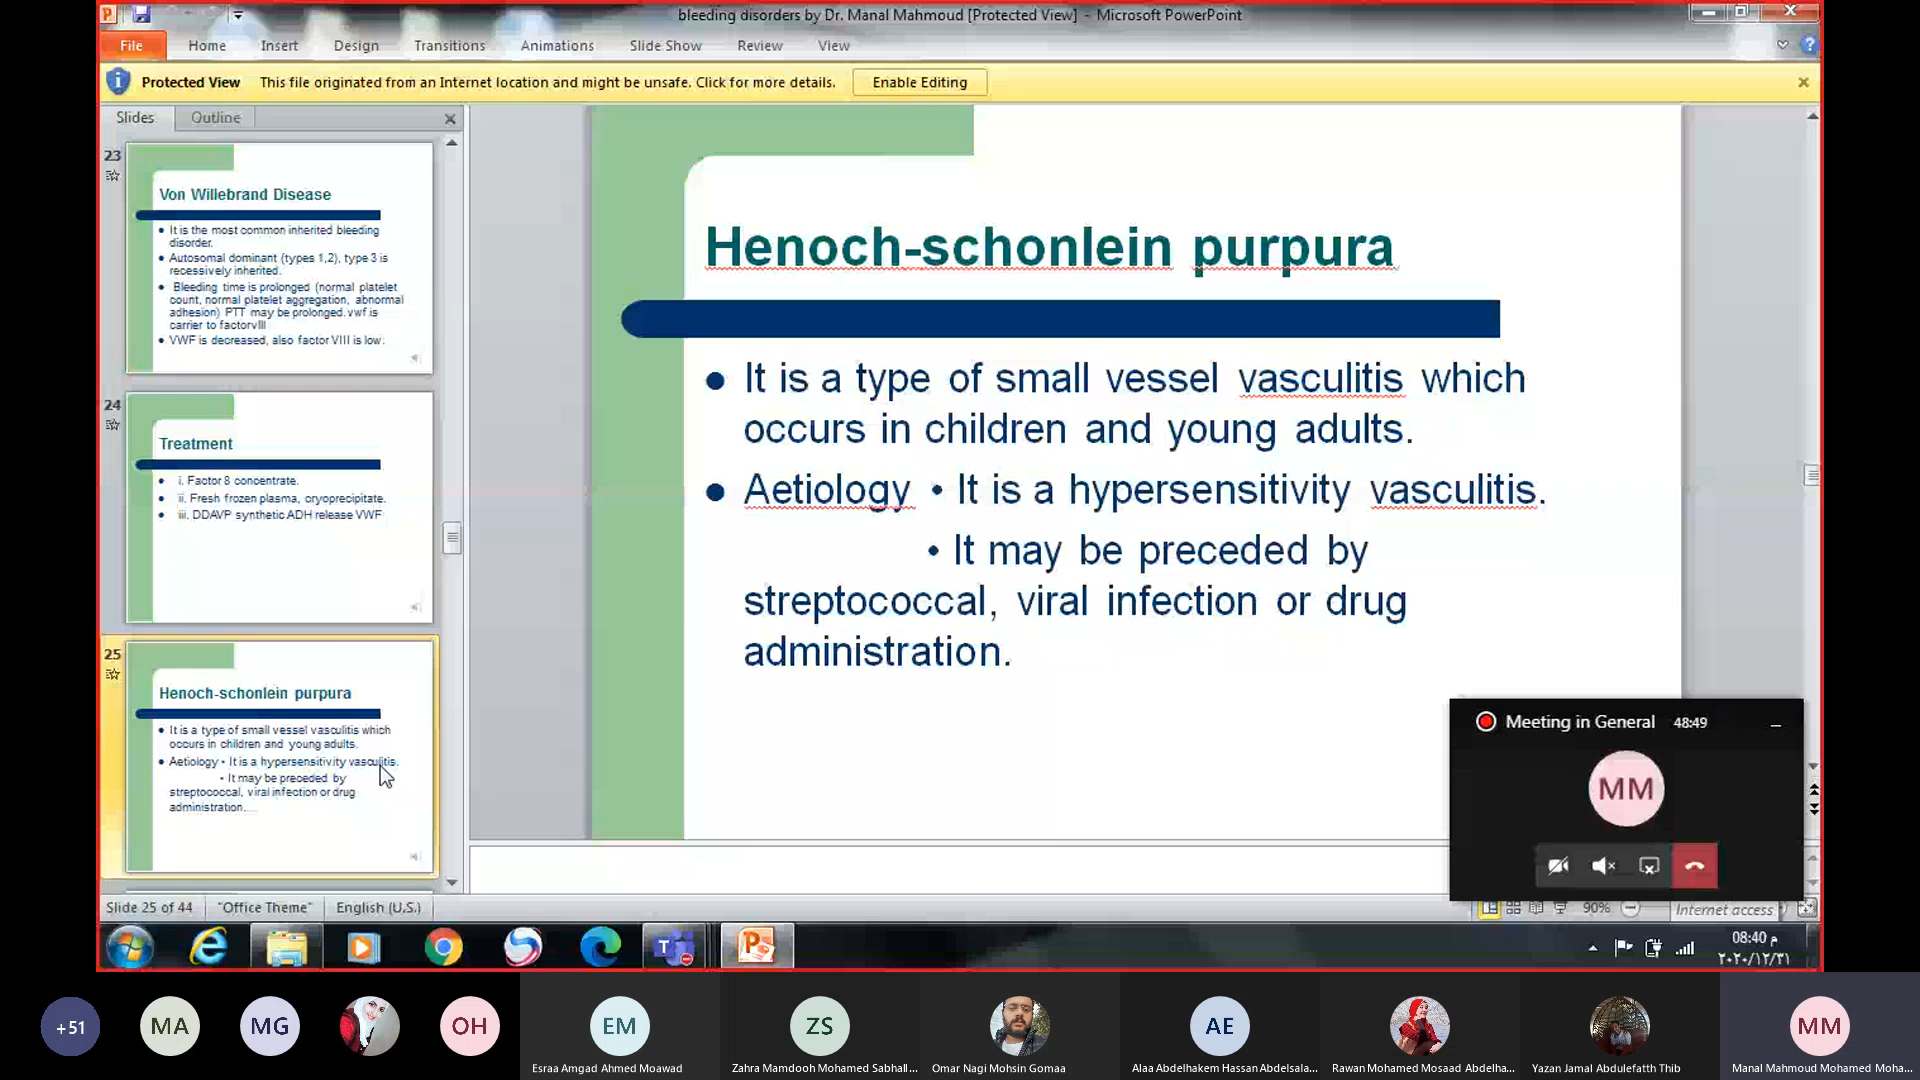 bleeding disorders by Dr. Manal Mahmoud [Protected View] - Microsoft PowerPoint
File Home Insert Design Transitions Animations Slide Show Review View
Protected View This file originated from an Internet location and might be unsafe. Click for more details. Enable Editing
Slides Outline
23
Von Willebrand Disease
It is the most common inherited bleeding
disorder.
Autosomal dominant (types 1,2), type 3 is
recessively inherited.
Bleeding time is prolonged (normal platelet
count, normal platelet aggregation, abnormal
adhesion) PTT may be prolonged.vwf is
carrier to factorvIII
VWF is decreased, also factor VIII is low.
24
Treatment
i. Factor 8 concentrate.
ii. Fresh frozen plasma, cryoprecipitate.
iii. DDAVP synthetic ADH release VWF
25
Henoch-schonlein purpura
It is a type of small vessel vasculitis which
occurs in children and young adults.
Aetiology • It is a hypersensitivity vasculitis.
• It may be preceded by
streptococcal, viral infection or drug
administration.
Henoch-schonlein purpura
It is a type of small vessel vasculitis which
occurs in children and young adults.
Aetiology • It is a hypersensitivity vasculitis.
• It may be preceded by
streptococcal, viral infection or drug
administration.
Meeting in General 48:49
MM
Slide 25 of 44 "Office Theme" English (U.S.)
90%
Internet access
08:40 م
٢٠٢٠/١٢/٣١
+51 MA MG OH EM ZS AE MM
Esraa Amgad Ahmed Moawad
Zahra Mamdooh Mohamed Sabhall...
Omar Nagi Mohsin Gomaa
Alaa Abdelhakem Hassan Abdelsala...
Rawan Mohamed Mosaad Abdelha...
Yazan Jamal Abdulefatth Thib
Manal Mahmoud Mohamed Moha...